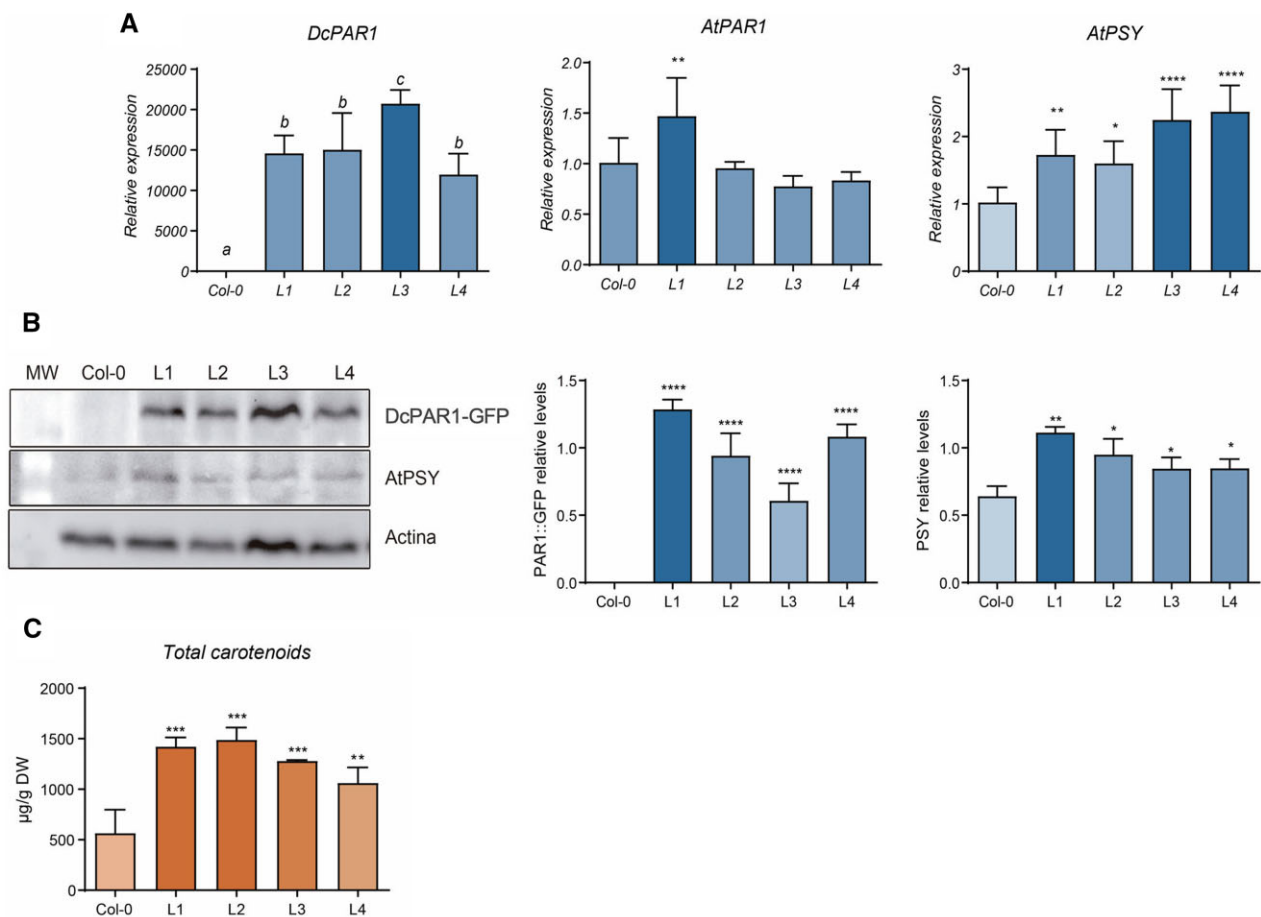 A
DcPAR1
Relative expression
25000
20000
15000
10000
5000
0
a
b
b
c
b
Col-0 L1 L2 L3 L4
AtPAR1
Relative expression
2.0
1.5
1.0
0.5
0.0
**
Col-0 L1 L2 L3 L4
AtPSY
Relative expression
3
2
1
0
**
*
****
****
Col-0 L1 L2 L3 L4
B
MW Col-0 L1 L2 L3 L4
DcPAR1-GFP
AtPSY
Actina
PAR1::GFP relative levels
1.5
1.0
0.5
0.0
****
****
****
****
Col-0 L1 L2 L3 L4
PSY relative levels
1.5
1.0
0.5
0.0
**
*
*
*
Col-0 L1 L2 L3 L4
C
Total carotenoids
µg/g DW
2000
1500
1000
500
0
***
***
***
**
Col-0 L1 L2 L3 L4